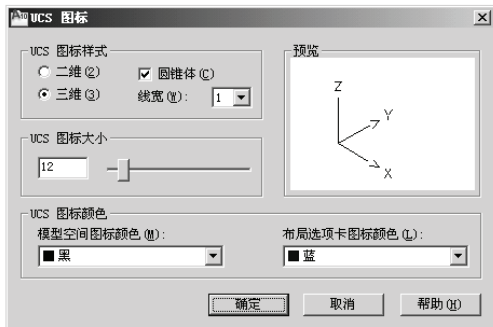 UCS 图标
UCS 图标样式
二维(2)
圆锥体(C)
三维(3)
线宽(W):
1
预览
Z
Y
X
UCS 图标大小
12
UCS 图标颜色
模型空间图标颜色(M):
布局选项卡图标颜色(L):
黑
蓝
确定
取消
帮助(H)